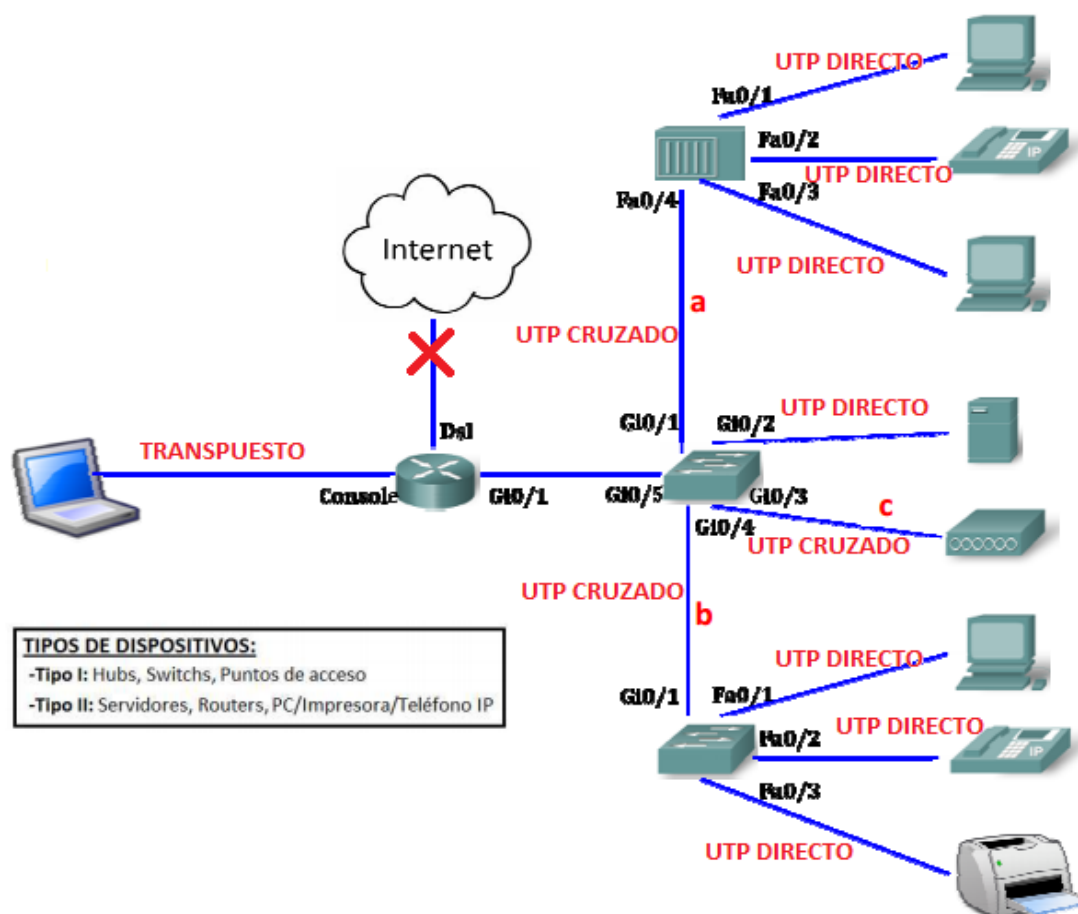 UTP DIRECTO
Fa0/1
Fa0/2
IP
UTP DIRECTO
Fa0/3
Fa0/4
UTP DIRECTO
Internet
a
UTP CRUZADO
UTP DIRECTO
Gi0/1
Gi0/2
Dsl
TRANSPUESTO
Console
Gi0/1
Gi0/5
Gi0/3
c
Gi0/4
UTP CRUZADO
UTP CRUZADO
b
TIPOS DE DISPOSITIVOS:
-Tipo I: Hubs, Switchs, Puntos de acceso
-Tipo II: Servidores, Routers, PC/Impresora/Teléfono IP
UTP DIRECTO
Gi0/1
Fa0/1
UTP DIRECTO
Fa0/2
IP
Fa0/3
UTP DIRECTO